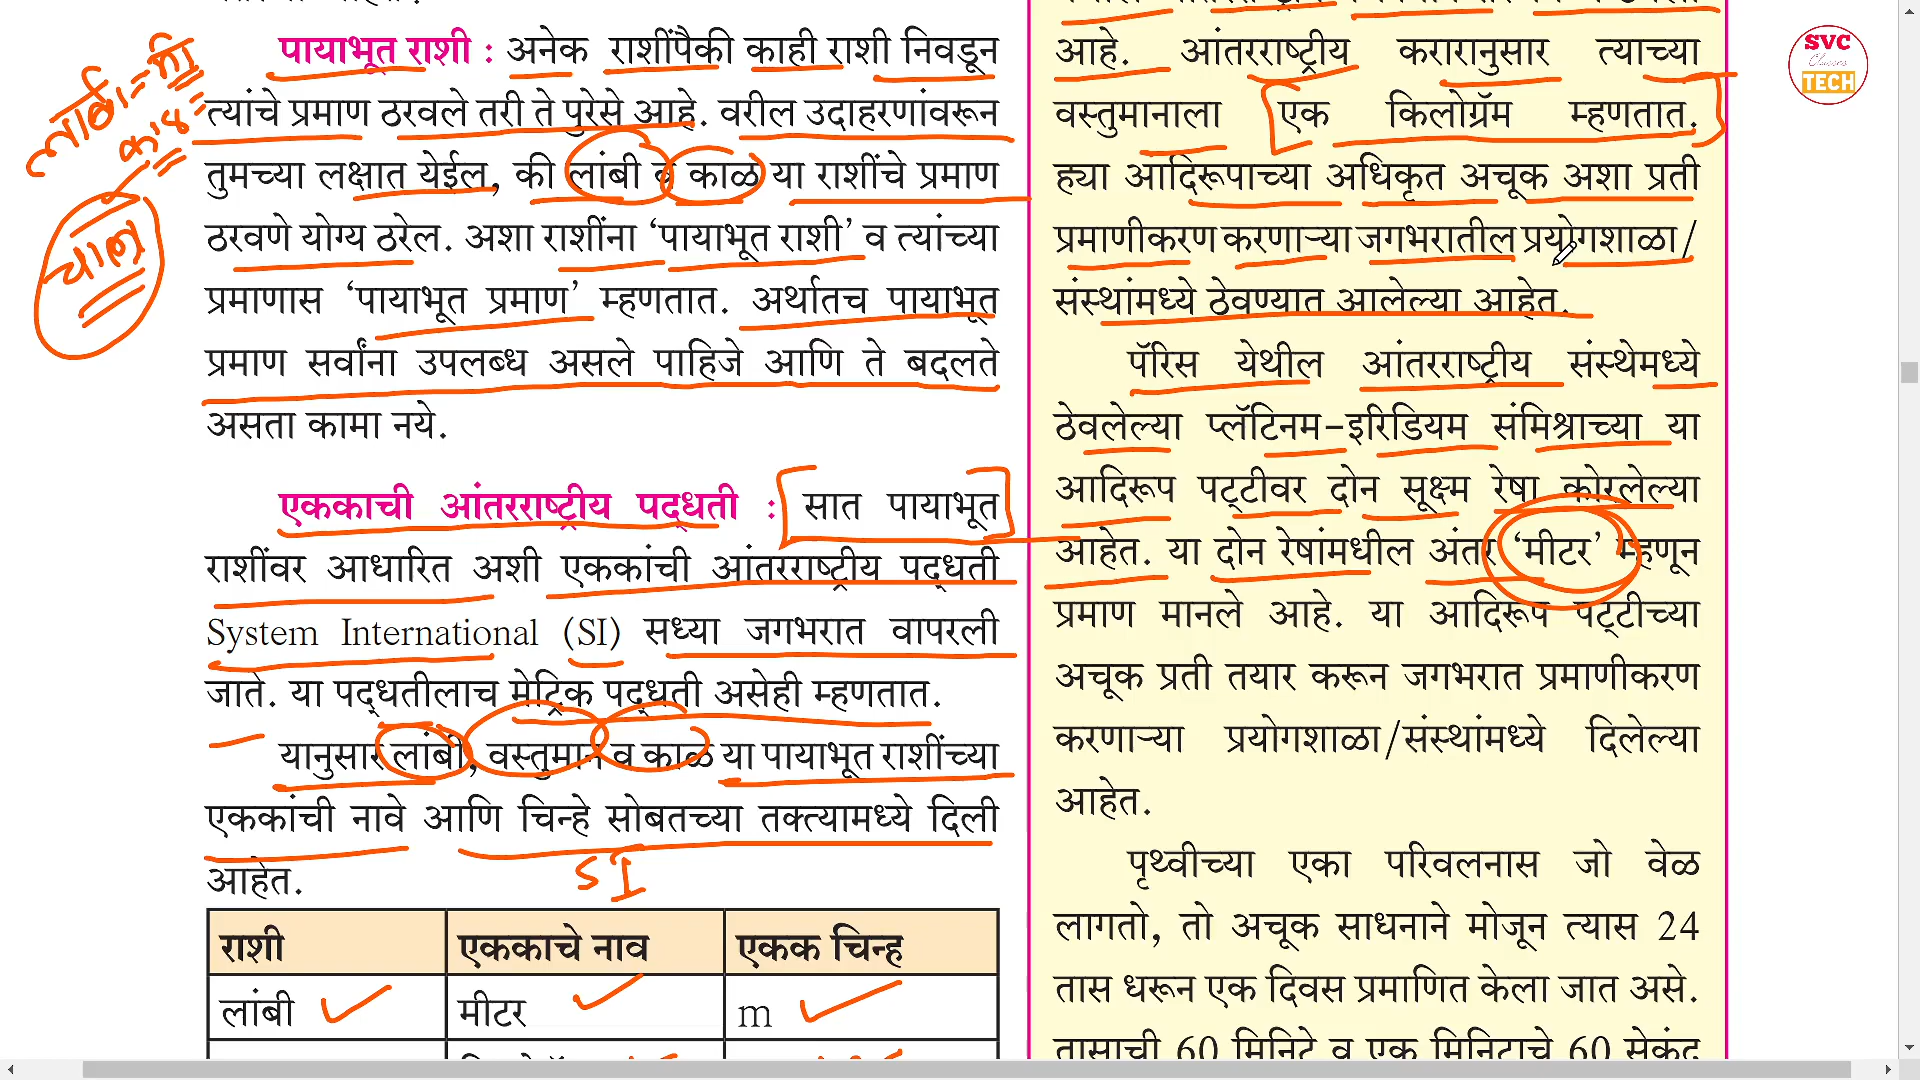 पायाभूत राशी : अनेक राशींपैकी काही राशी निवडून
त्यांचे प्रमाण ठरवले तरी ते पुरेसे आहे. वरील उदाहरणांवरून
तुमच्या लक्षात येईल, की लांबी व काळ या राशींचे प्रमाण
ठरवणे योग्य ठरेल. अशा राशींना ‘पायाभूत राशी’ व त्यांच्या
प्रमाणास ‘पायाभूत प्रमाण’ म्हणतात. अर्थातच पायाभूत
प्रमाण सर्वांना उपलब्ध असले पाहिजे आणि ते बदलते
असता कामा नये.
एककाची आंतरराष्ट्रीय पद्धती : सात पायाभूत
राशींवर आधारित अशी एककांची आंतरराष्ट्रीय पद्धती
System International (SI) सध्या जगभरात वापरली
जाते. या पद्धतीलाच मेट्रिक पद्धती असेही म्हणतात.
यानुसार लांबी, वस्तुमान व काळ या पायाभूत राशींच्या
एककांची नावे आणि चिन्हे सोबतच्या तक्त्यामध्ये दिली
आहेत.
SI
राशी एककाचे नाव एकक चिन्ह
लांबी मीटर m
लांबी - मी
काळ
चाल
आहे. आंतरराष्ट्रीय करारानुसार त्याच्या
वस्तुमानाला एक किलोग्रॅम म्हणतात.
ह्या आदिरूपाच्या अधिकृत अचूक अशा प्रती
प्रमाणीकरण करणाऱ्या जगभरातील प्रयोगशाळा/
संस्थांमध्ये ठेवण्यात आलेल्या आहेत.
पॅरिस येथील आंतरराष्ट्रीय संस्थेमध्ये
ठेवलेल्या प्लॅटिनम-इरिडियम संमिश्राच्या या
आदिरूप पट्टीवर दोन सूक्ष्म रेषा कोरलेल्या
आहेत. या दोन रेषांमधील अंतर ‘मीटर’ म्हणून
प्रमाण मानले आहे. या आदिरूप पट्टीच्या
अचूक प्रती तयार करून जगभरात प्रमाणीकरण
करणाऱ्या प्रयोगशाळा/संस्थांमध्ये दिलेल्या
आहेत.
पृथ्वीच्या एका परिवलनास जो वेळ
लागतो, तो अचूक साधनाने मोजून त्यास 24
तास धरून एक दिवस प्रमाणित केला जात असे.
तासाची 60 मिनिटे व एक मिनिटाचे 60 सेकंद
SVC
Classes
TECH